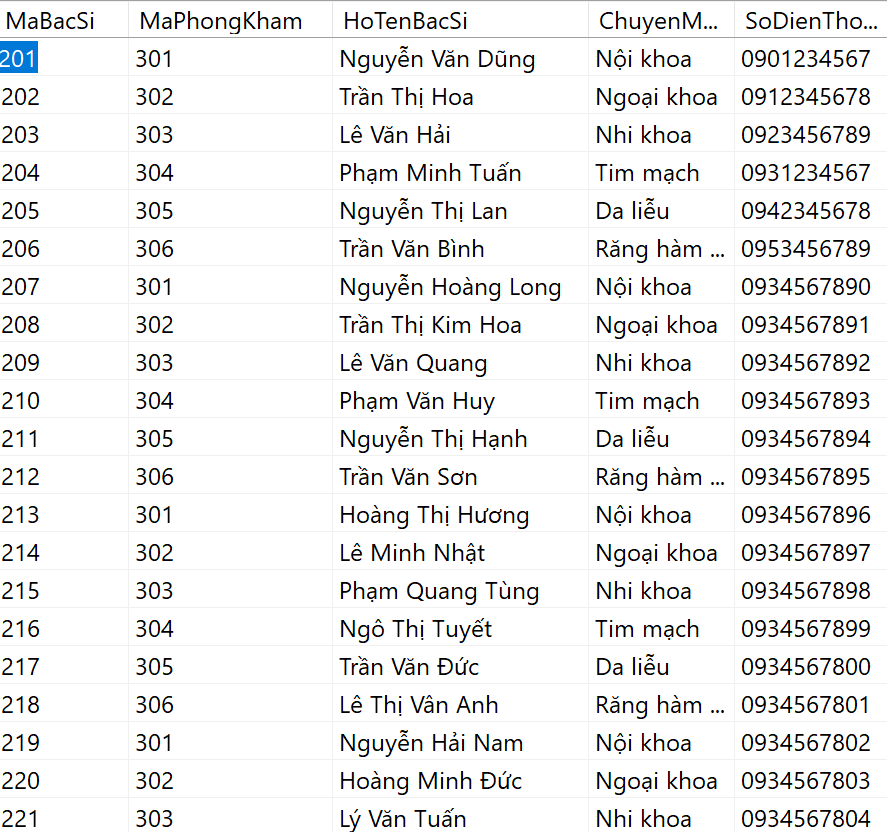 MaBacSi MaPhongKham HoTenBacSi ChuyenM... SoDienTho...
201 301 Nguyễn Văn Dũng Nội khoa 0901234567
202 302 Trần Thị Hoa Ngoại khoa 0912345678
203 303 Lê Văn Hải Nhi khoa 0923456789
204 304 Phạm Minh Tuấn Tim mạch 0931234567
205 305 Nguyễn Thị Lan Da liễu 0942345678
206 306 Trần Văn Bình Răng hàm ... 0953456789
207 301 Nguyễn Hoàng Long Nội khoa 0934567890
208 302 Trần Thị Kim Hoa Ngoại khoa 0934567891
209 303 Lê Văn Quang Nhi khoa 0934567892
210 304 Phạm Văn Huy Tim mạch 0934567893
211 305 Nguyễn Thị Hạnh Da liễu 0934567894
212 306 Trần Văn Sơn Răng hàm ... 0934567895
213 301 Hoàng Thị Hương Nội khoa 0934567896
214 302 Lê Minh Nhật Ngoại khoa 0934567897
215 303 Phạm Quang Tùng Nhi khoa 0934567898
216 304 Ngô Thị Tuyết Tim mạch 0934567899
217 305 Trần Văn Đức Da liễu 0934567800
218 306 Lê Thị Vân Anh Răng hàm ... 0934567801
219 301 Nguyễn Hải Nam Nội khoa 0934567802
220 302 Hoàng Minh Đức Ngoại khoa 0934567803
221 303 Lý Văn Tuấn Nhi khoa 0934567804